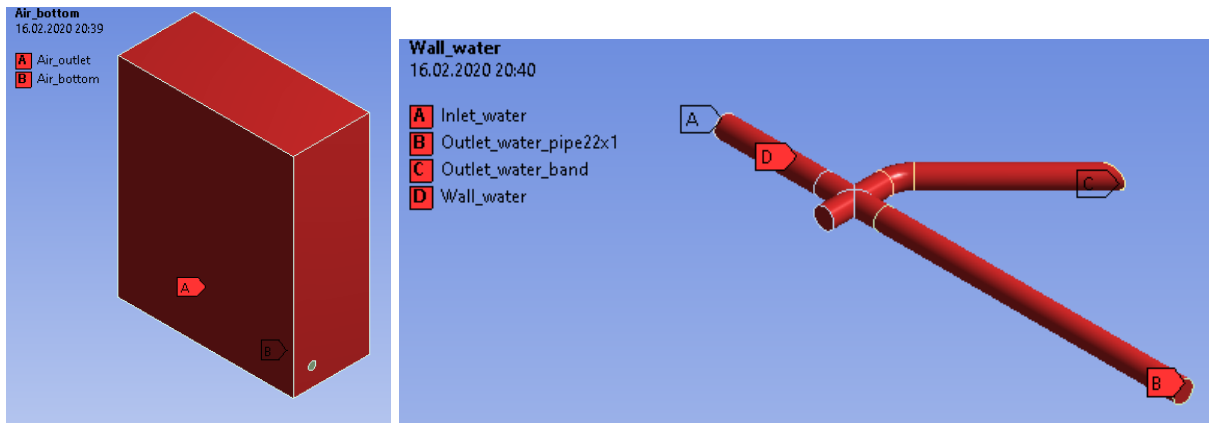 Air_bottom
16.02.2020 20:39
A Air_outlet
B Air_bottom
A
B
Wall_water
16.02.2020 20:40
A Inlet_water
B Outlet_water_pipe22x1
C Outlet_water_band
D Wall_water
A
D
C
B